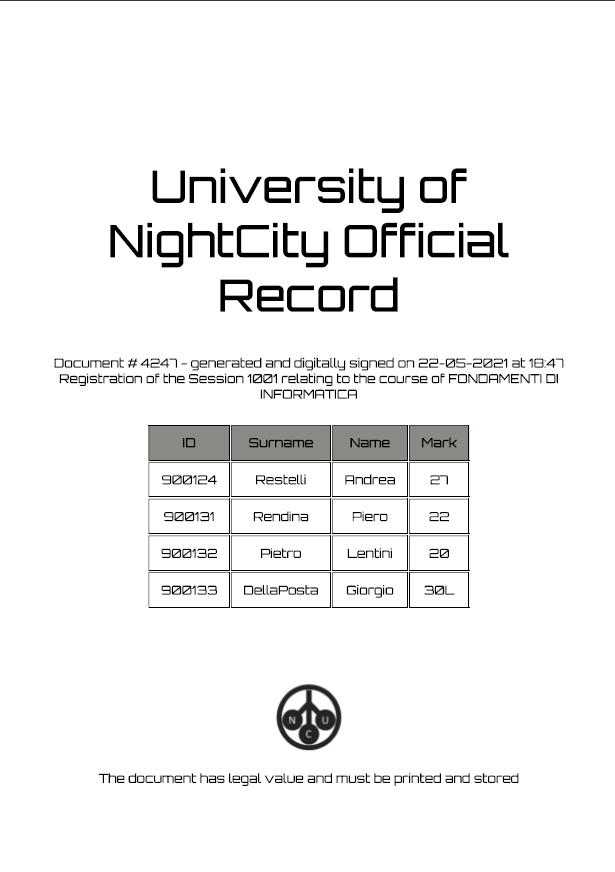 University of
NightCity Official
Record
Document # 4247 - generated and digitally signed on 22-05-2021 at 18:47
Registration of the Session 1001 relating to the course of FONDAMENTI DI
INFORMATICA
ID Surname Name Mark
900124 Restelli Andrea 27
900131 Rendina Piero 22
900132 Pietro Lentini 20
900133 DellaPosta Giorgio 30L
N U
C
The document has legal value and must be printed and stored